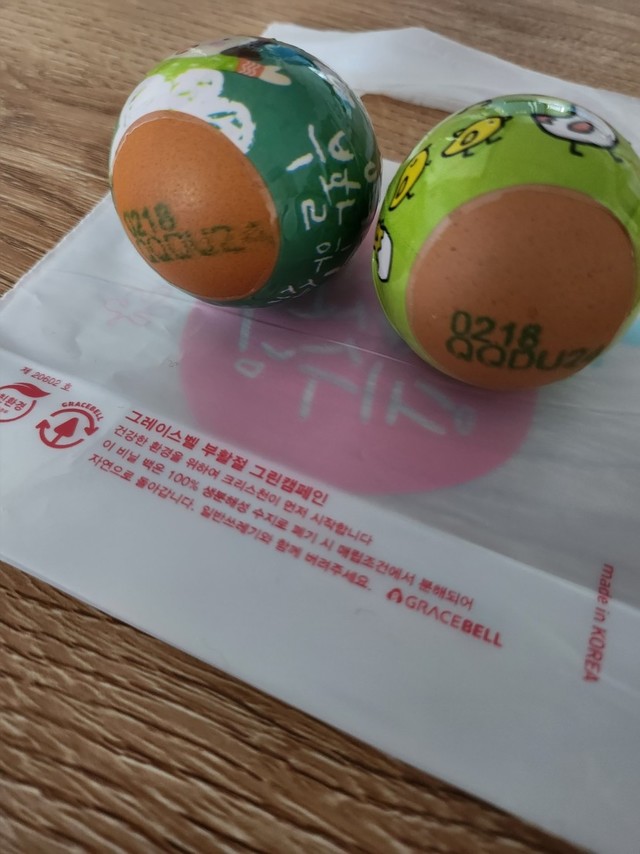 0218
QQDU24
0218
QQDU24
제 20602 호
GRACEBELL
그레이스벨 부활절 그린캠페인
건강한 환경을 위하여 크리스천이 먼저 시작합니다
이 비닐 백은 100% 생분해성 수지로 폐기 시 매립조건에서 분해되어
자연으로 돌아갑니다. 일반쓰레기와 함께 버려주세요.
GRACEBELL
made in KOREA